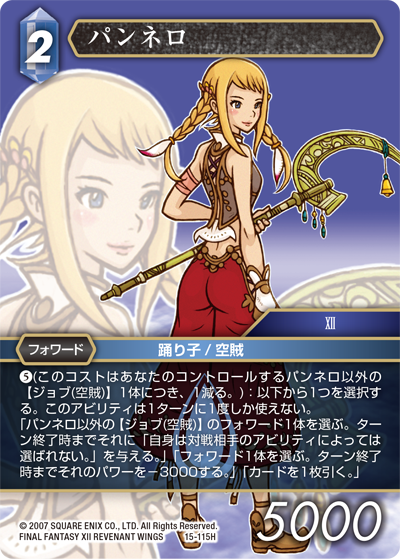 2
パンネロ
XII
フォワード
踊り子 / 空賊
❺(このコストはあなたのコントロールするパンネロ以外の
【ジョブ(空賊)】 1体につき、1減る。):以下から1つを選択す
る。このアビリティは1ターンに1度しか使えない。
「パンネロ以外の【ジョブ(空賊)】のフォワード1体を選ぶ。ター
ン終了時までそれに「自身は対戦相手のアビリティによって
は選ばれない。」を与える。」「フォワード1体を選ぶ。ターン終
了時までそれのパワーを−3000する。」「カードを1枚引く。」
© 2007 SQUARE ENIX CO., LTD. All Rights Reserved.
FINAL FANTASY XII REVENANT WINGS 15-115H
5000